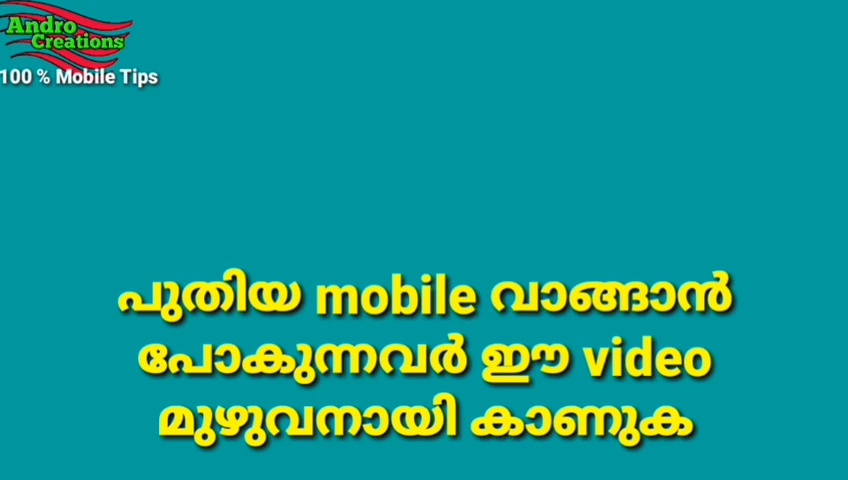 Andro
Creations
100 % Mobile Tips
പുതിയ mobile വാങ്ങാൻ
പോകുന്നവർ ഈ video
മുഴുവനായി കാണുക